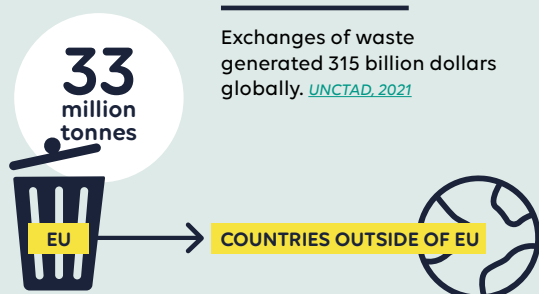 33
million
tonnes
Exchanges of waste
generated 315 billion dollars
globally. UNCTAD, 2021
EU
COUNTRIES OUTSIDE OF EU